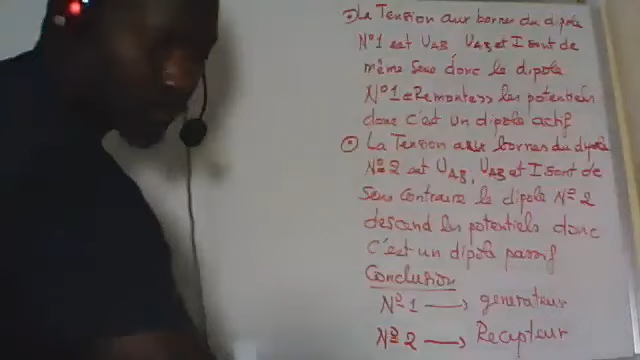 La Tension aux bornes du dipôle
N°1 est UAB UAB et I sont de
même sens donc le dipole
N°1 Remontess les potentiels
donc c'est un dipole actif
La Tension aux bornes du dipole
N°2 est UAB, UAB et I sont de
Sens contraire le dipole N°2
descend les potentiels donc
C'est un dipole passif
Conclusion
N°1 → generateur
N°2 → Recepteur